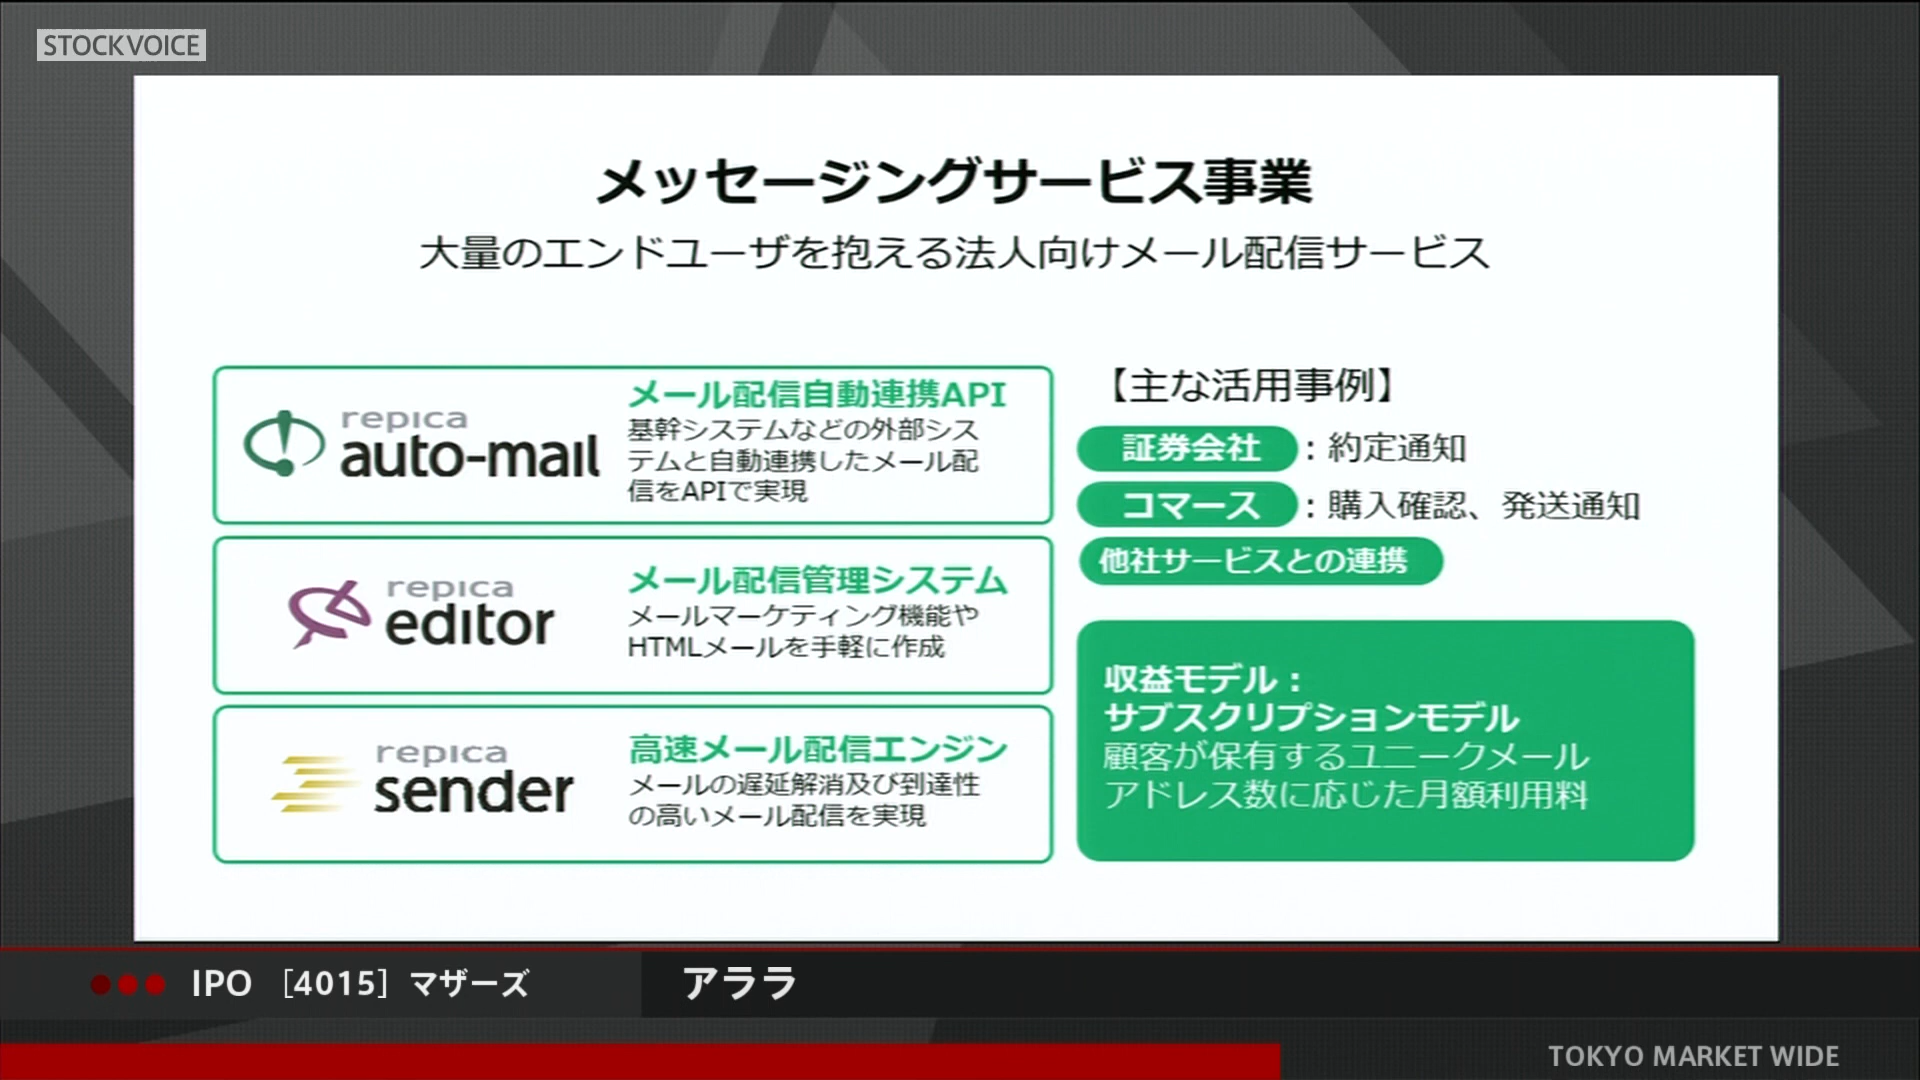 STOCKVOICE
メッセージングサービス事業
大量のエンドユーザを抱える法人向けメール配信サービス
repica
auto-mail
メール配信自動連携API
基幹システムなどの外部シス
テムと自動連携したメール配
信をAPIで実現
repica
editor
メール配信管理システム
メールマーケティング機能や
HTMLメールを手軽に作成
repica
sender
高速メール配信エンジン
メールの遅延解消及び到達性
の高いメール配信を実現
【主な活用事例】
証券会社：約定通知
コマース：購入確認、発送通知
他社サービスとの連携
収益モデル：
サブスクリプションモデル
顧客が保有するユニークメール
アドレス数に応じた月額利用料
IPO [4015] マザーズ
アララ
TOKYO MARKET WIDE